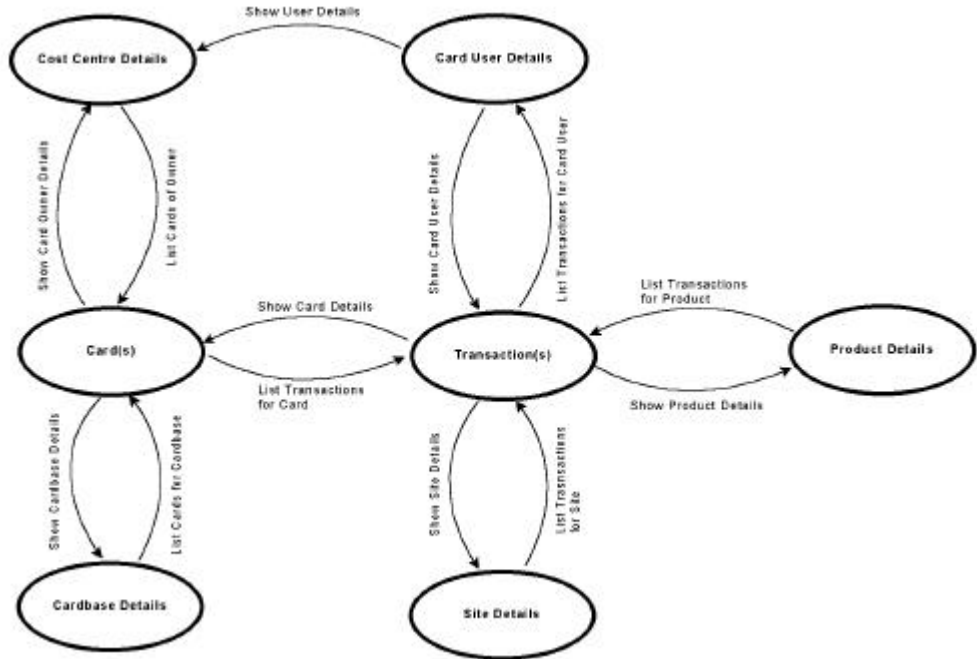 Show User Details
Cost Centre Details
Card User Details
Show Card Owner Details
List Cards of Owner
Show Card User Details
List Transactions for Card User
List Transactions
for Product
Show Card Details
Card(s)
Transaction(s)
Product Details
List Transactions
for Card
Show Product Details
Show Cardbase Details
List Cards for Cardbase
Show Site Details
List Trasnsactions
for Site
Cardbase Details
Site Details